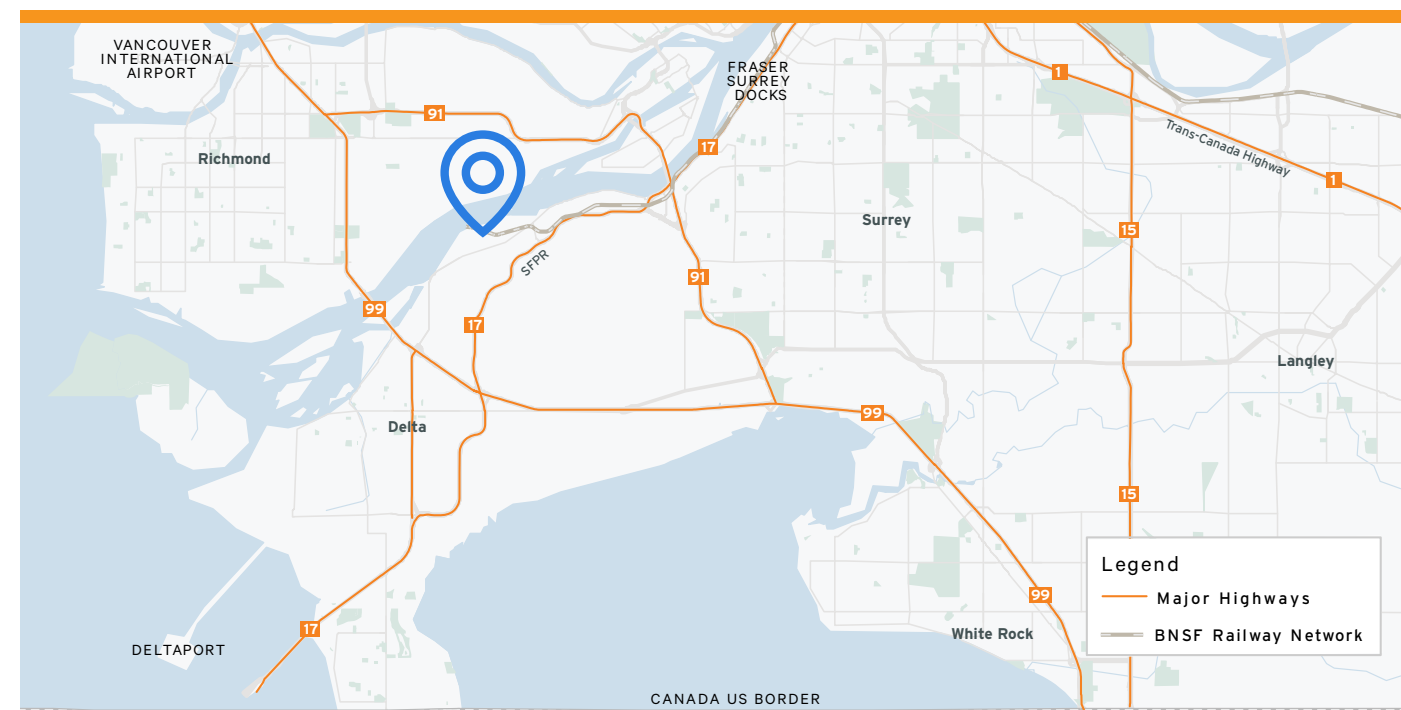 VANCOUVER
INTERNATIONAL
AIRPORT
FRASER
SURREY
DOCKS
1
91
17
Trans-Canada Highway
Richmond
1
Surrey
15
SFPR
91
99
17
Langley
99
Delta
15
Legend
Major Highways
BNSF Railway Network
99
17
White Rock
DELTAPORT
CANADA US BORDER